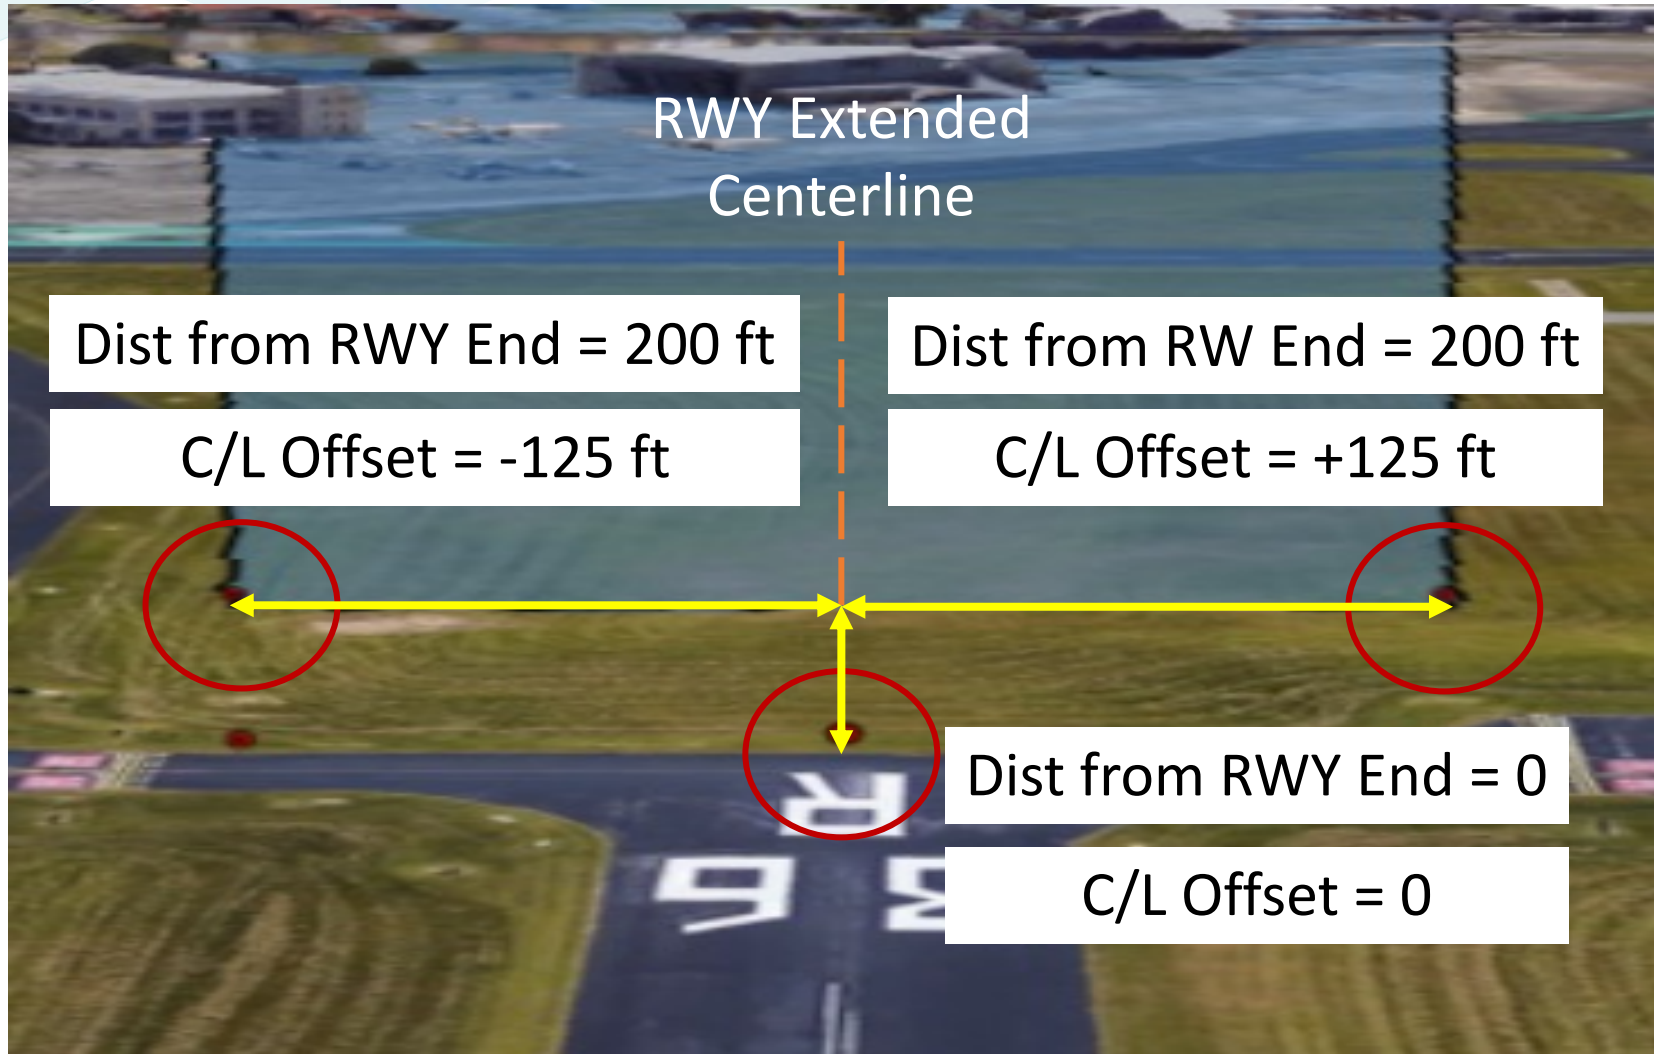 RWY Extended
Centerline
Dist from RWY End = 200 ft
Dist from RW End = 200 ft
C/L Offset = -125 ft
C/L Offset = +125 ft
Dist from RWY End = 0
R
C/L Offset = 0
36